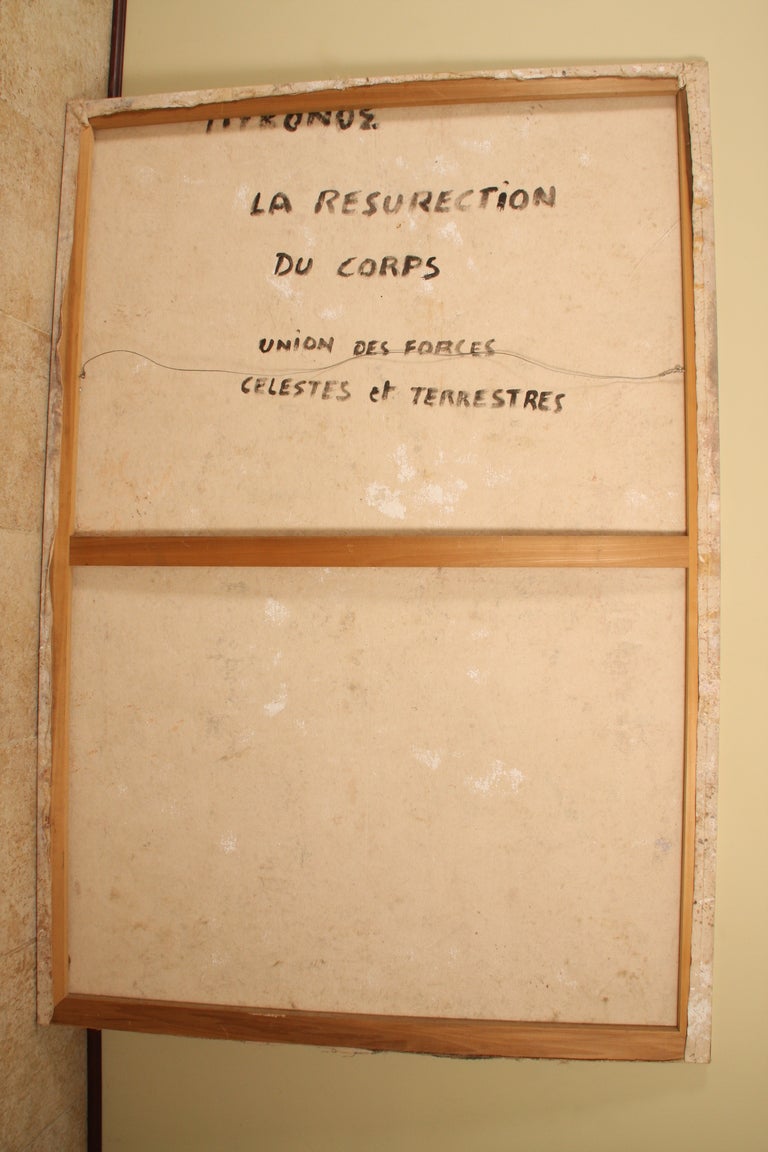 LA RESURECTiON
DU CORPS
UNiON DES FORCES
CELESTES et TERRESTRES